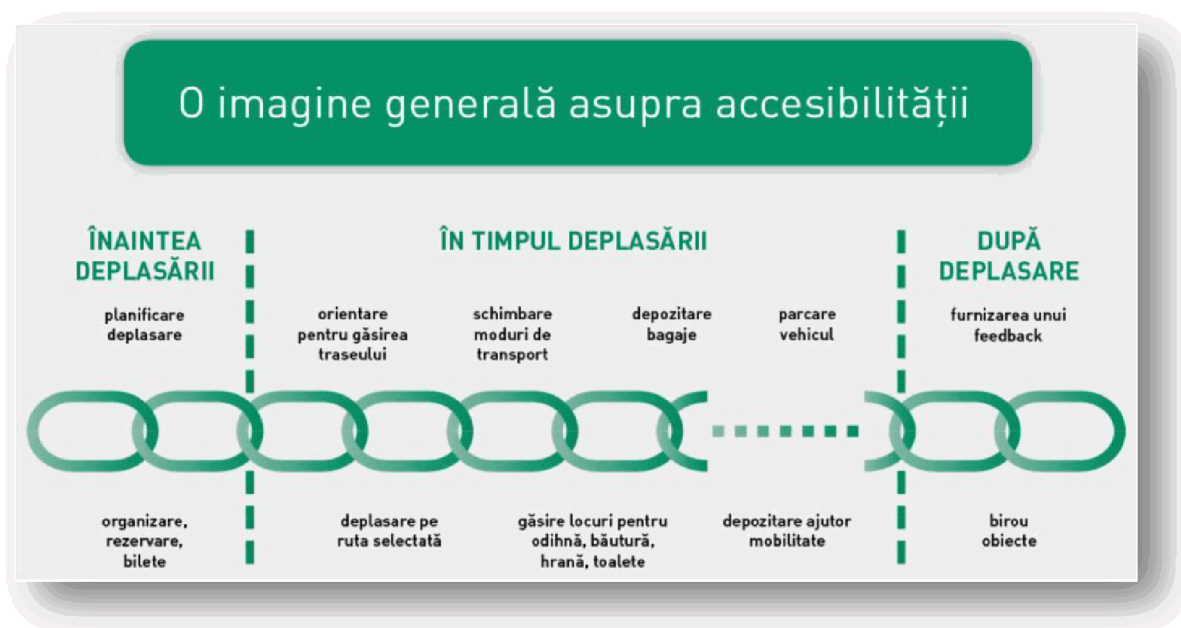 O imagine generală asupra accesibilității
ÎNAINTEA
DEPLASĂRII
planificare
deplasare
organizare,
rezervare,
bilete
ÎN TIMPUL DEPLASĂRII
orientare
pentru găsirea
traseului
schimbare
moduri de
transport
depozitare
bagaje
parcare
vehicul
deplasare pe
ruta selectată
găsire locuri pentru
odihnă, băutură,
hrană, toalete
depozitare ajutor
mobilitate
DUPĂ
DEPLASARE
furnizarea unui
feedback
birou
obiecte